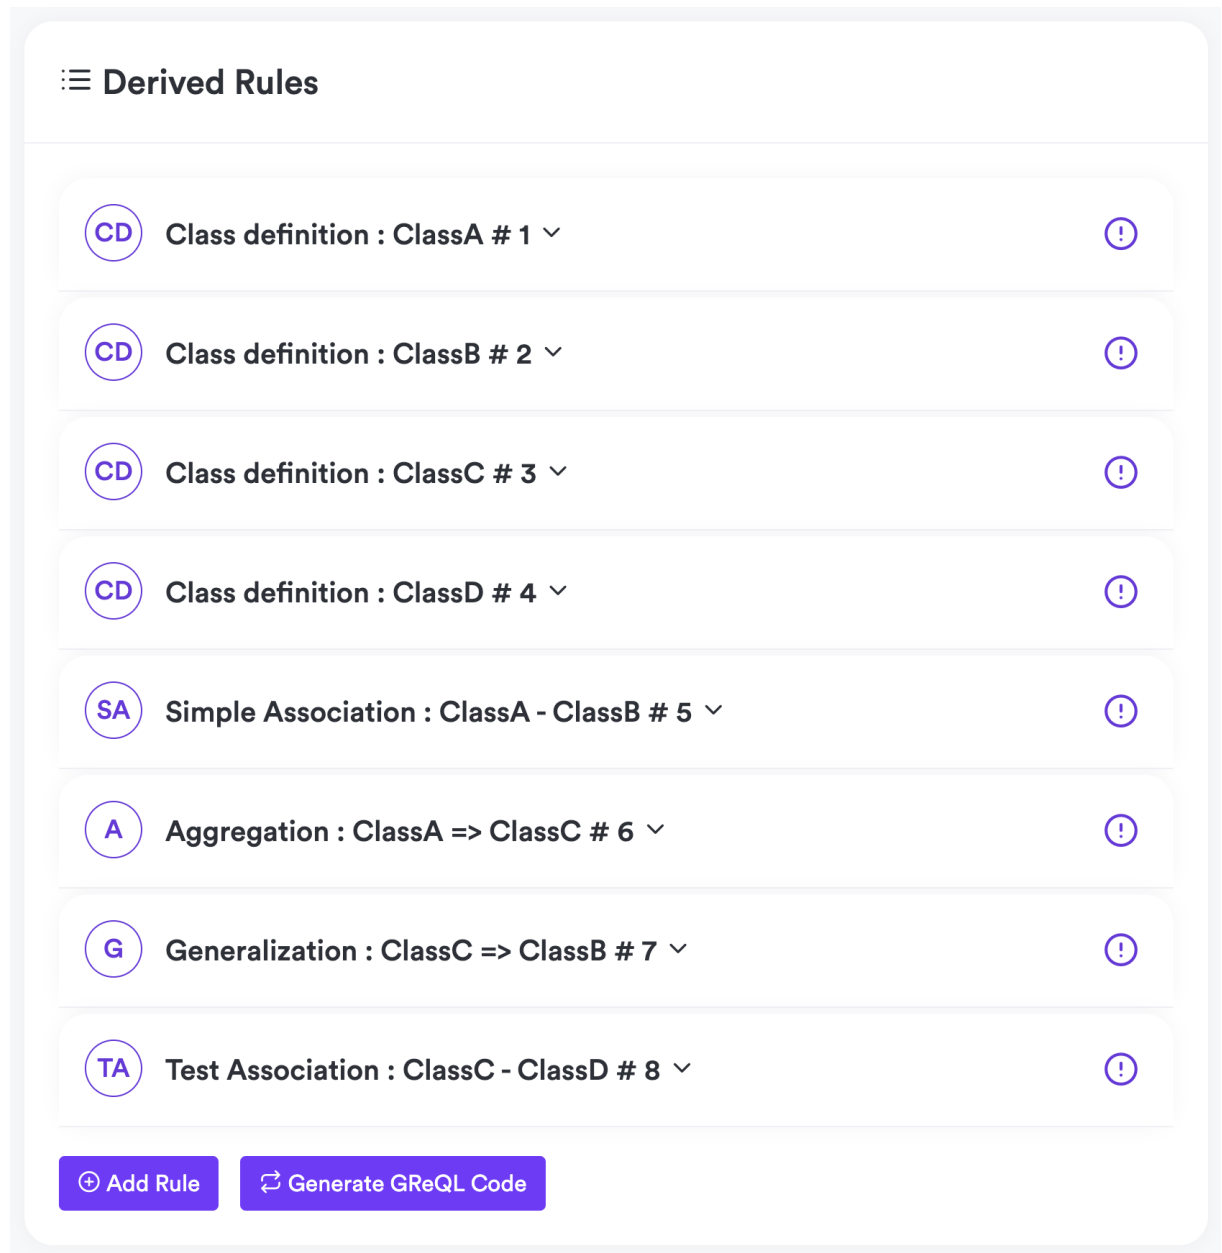 Derived Rules
CD Class definition : ClassA # 1
CD Class definition : ClassB # 2
CD Class definition : ClassC # 3
CD Class definition : ClassD # 4
SA Simple Association : ClassA - ClassB # 5
A Aggregation : ClassA => ClassC # 6
G Generalization : ClassC => ClassB # 7
TA Test Association : ClassC - ClassD # 8
Add Rule Generate GReQL Code